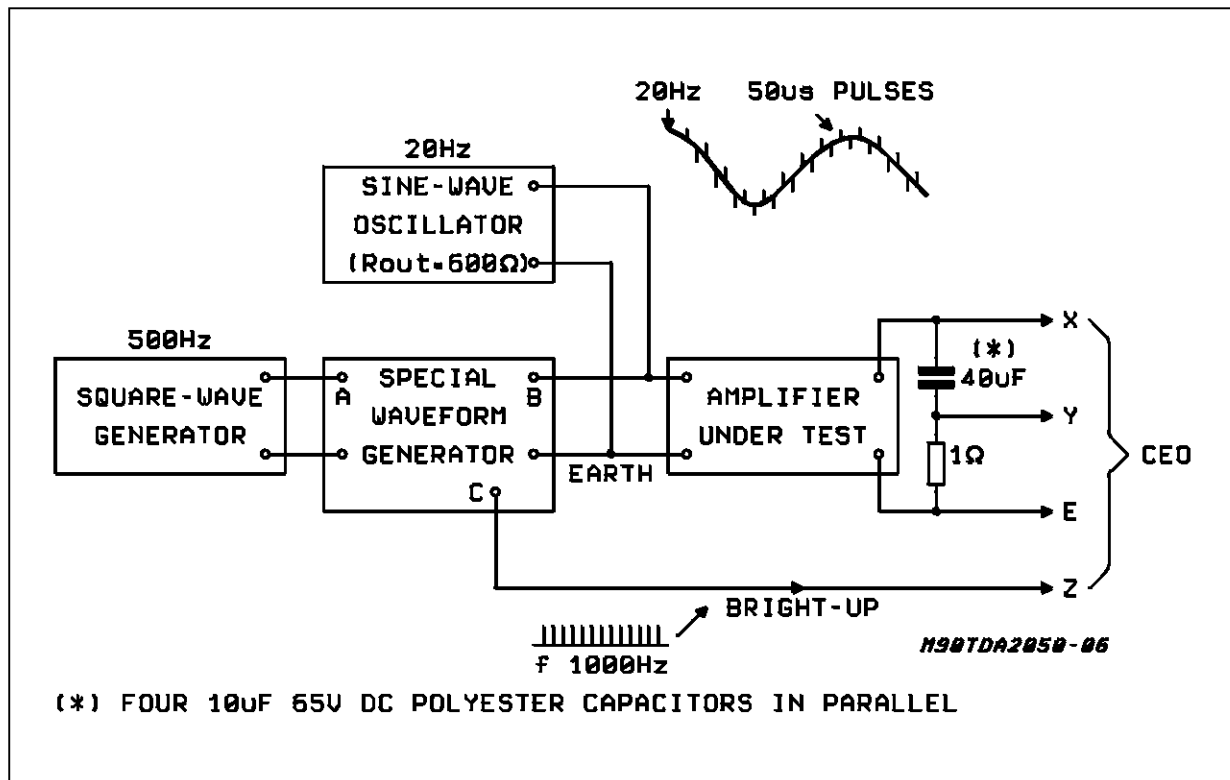 20Hz 50us PULSES
20Hz
SINE-WAVE
OSCILLATOR
(Rout=600Ω)
500Hz
SQUARE-WAVE
GENERATOR
A
SPECIAL
WAVEFORM
GENERATOR
B
C
EARTH
AMPLIFIER
UNDER TEST
(*)
40uF
1Ω
X
Y
E
Z
CEO
BRIGHT-UP
f 1000Hz
M90TDA2050-06
(*) FOUR 10uF 65V DC POLYESTER CAPACITORS IN PARALLEL